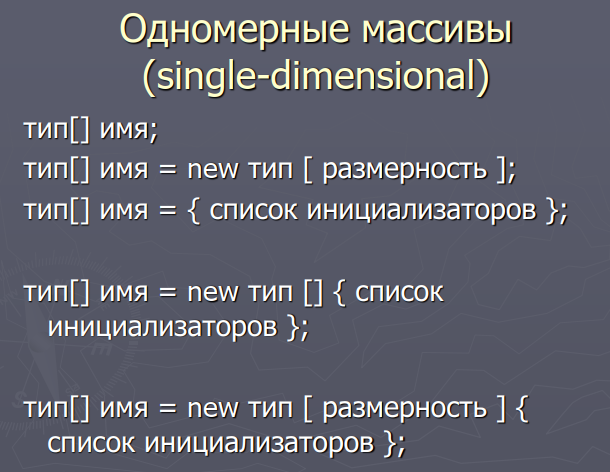 Одномерные массивы
(single-dimensional)
тип[] имя;
тип[] имя = new тип [ размерность ];
тип[] имя = { список инициализаторов };
тип[] имя = new тип [] { список
инициализаторов };
тип[] имя = new тип [ размерность ] {
список инициализаторов };